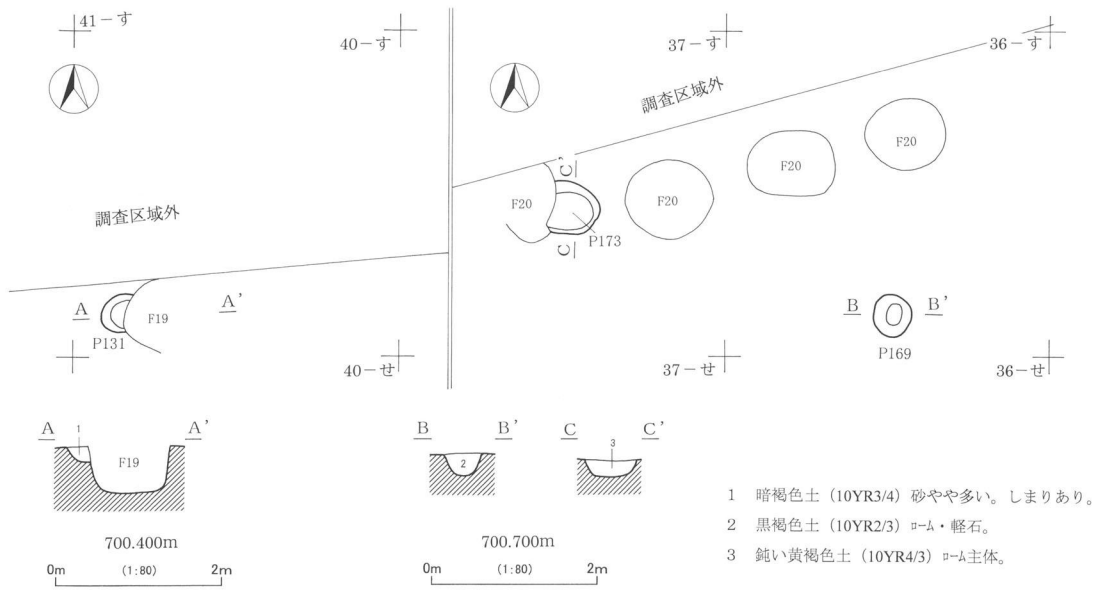 41－す
40－す
37－す
36－す
調査区域外
調査区域外
F20
F20
F20
F20
C'
C
P173
A
A'
F19
P131
B
B'
P169
40－せ
37－せ
36－せ
A
1
A'
F19
B
B'
2
C
3
C'
700.400m
0m
(1:80)
2m
700.700m
0m
(1:80)
2m
1 暗褐色土（10YR3/4）砂やや多い。しまりあり。
2 黒褐色土（10YR2/3）ﾛｰﾑ・軽石。
3 鈍い黄褐色土（10YR4/3）ﾛｰﾑ主体。